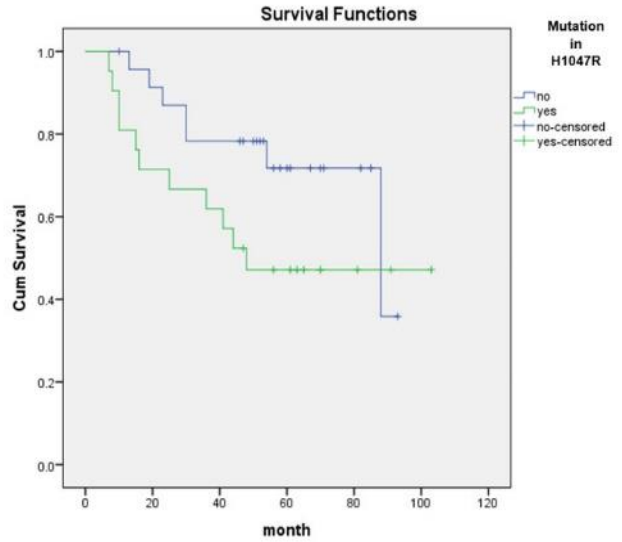 Survival Functions
Mutation
in
H1047R
no
yes
no-censored
yes-censored
Cum Survival
1.0
0.8
0.6
0.4
0.2
0.0
0 20 40 60 80 100 120
month